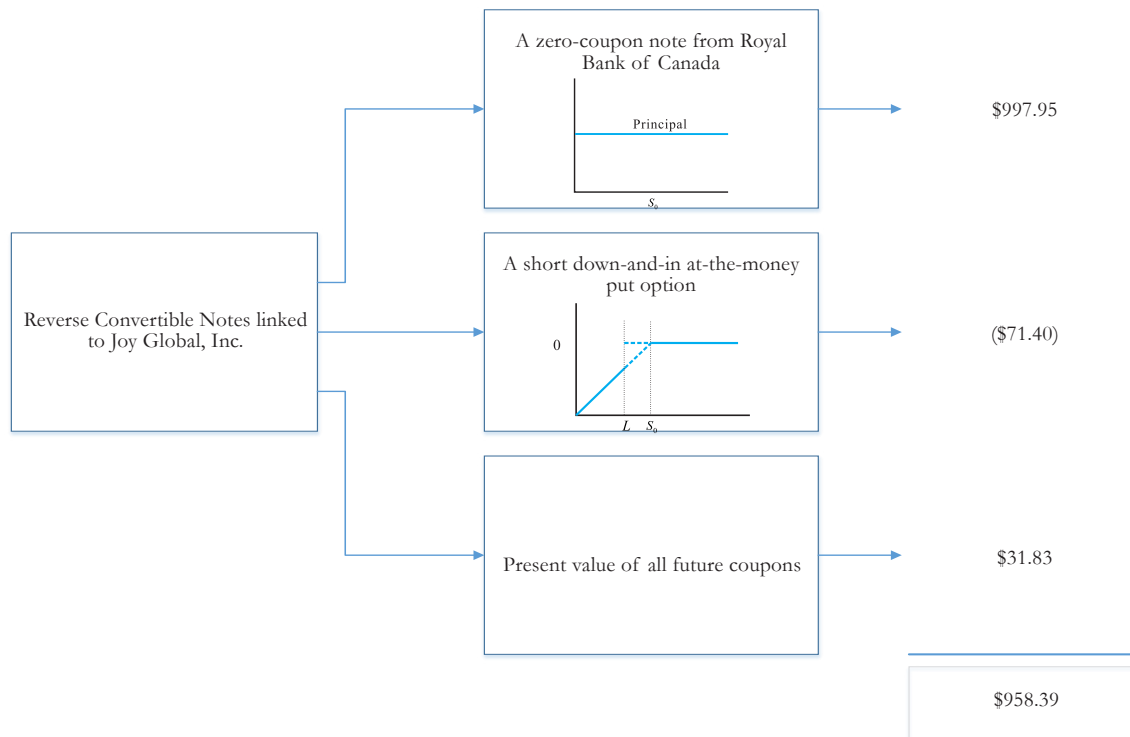 A zero-coupon note from Royal
Bank of Canada
Principal
S₀
$997.95
Reverse Convertible Notes linked
to Joy Global, Inc.
A short down-and-in at-the-money
put option
0
L S₀
($71.40)
Present value of all future coupons
$31.83
$958.39